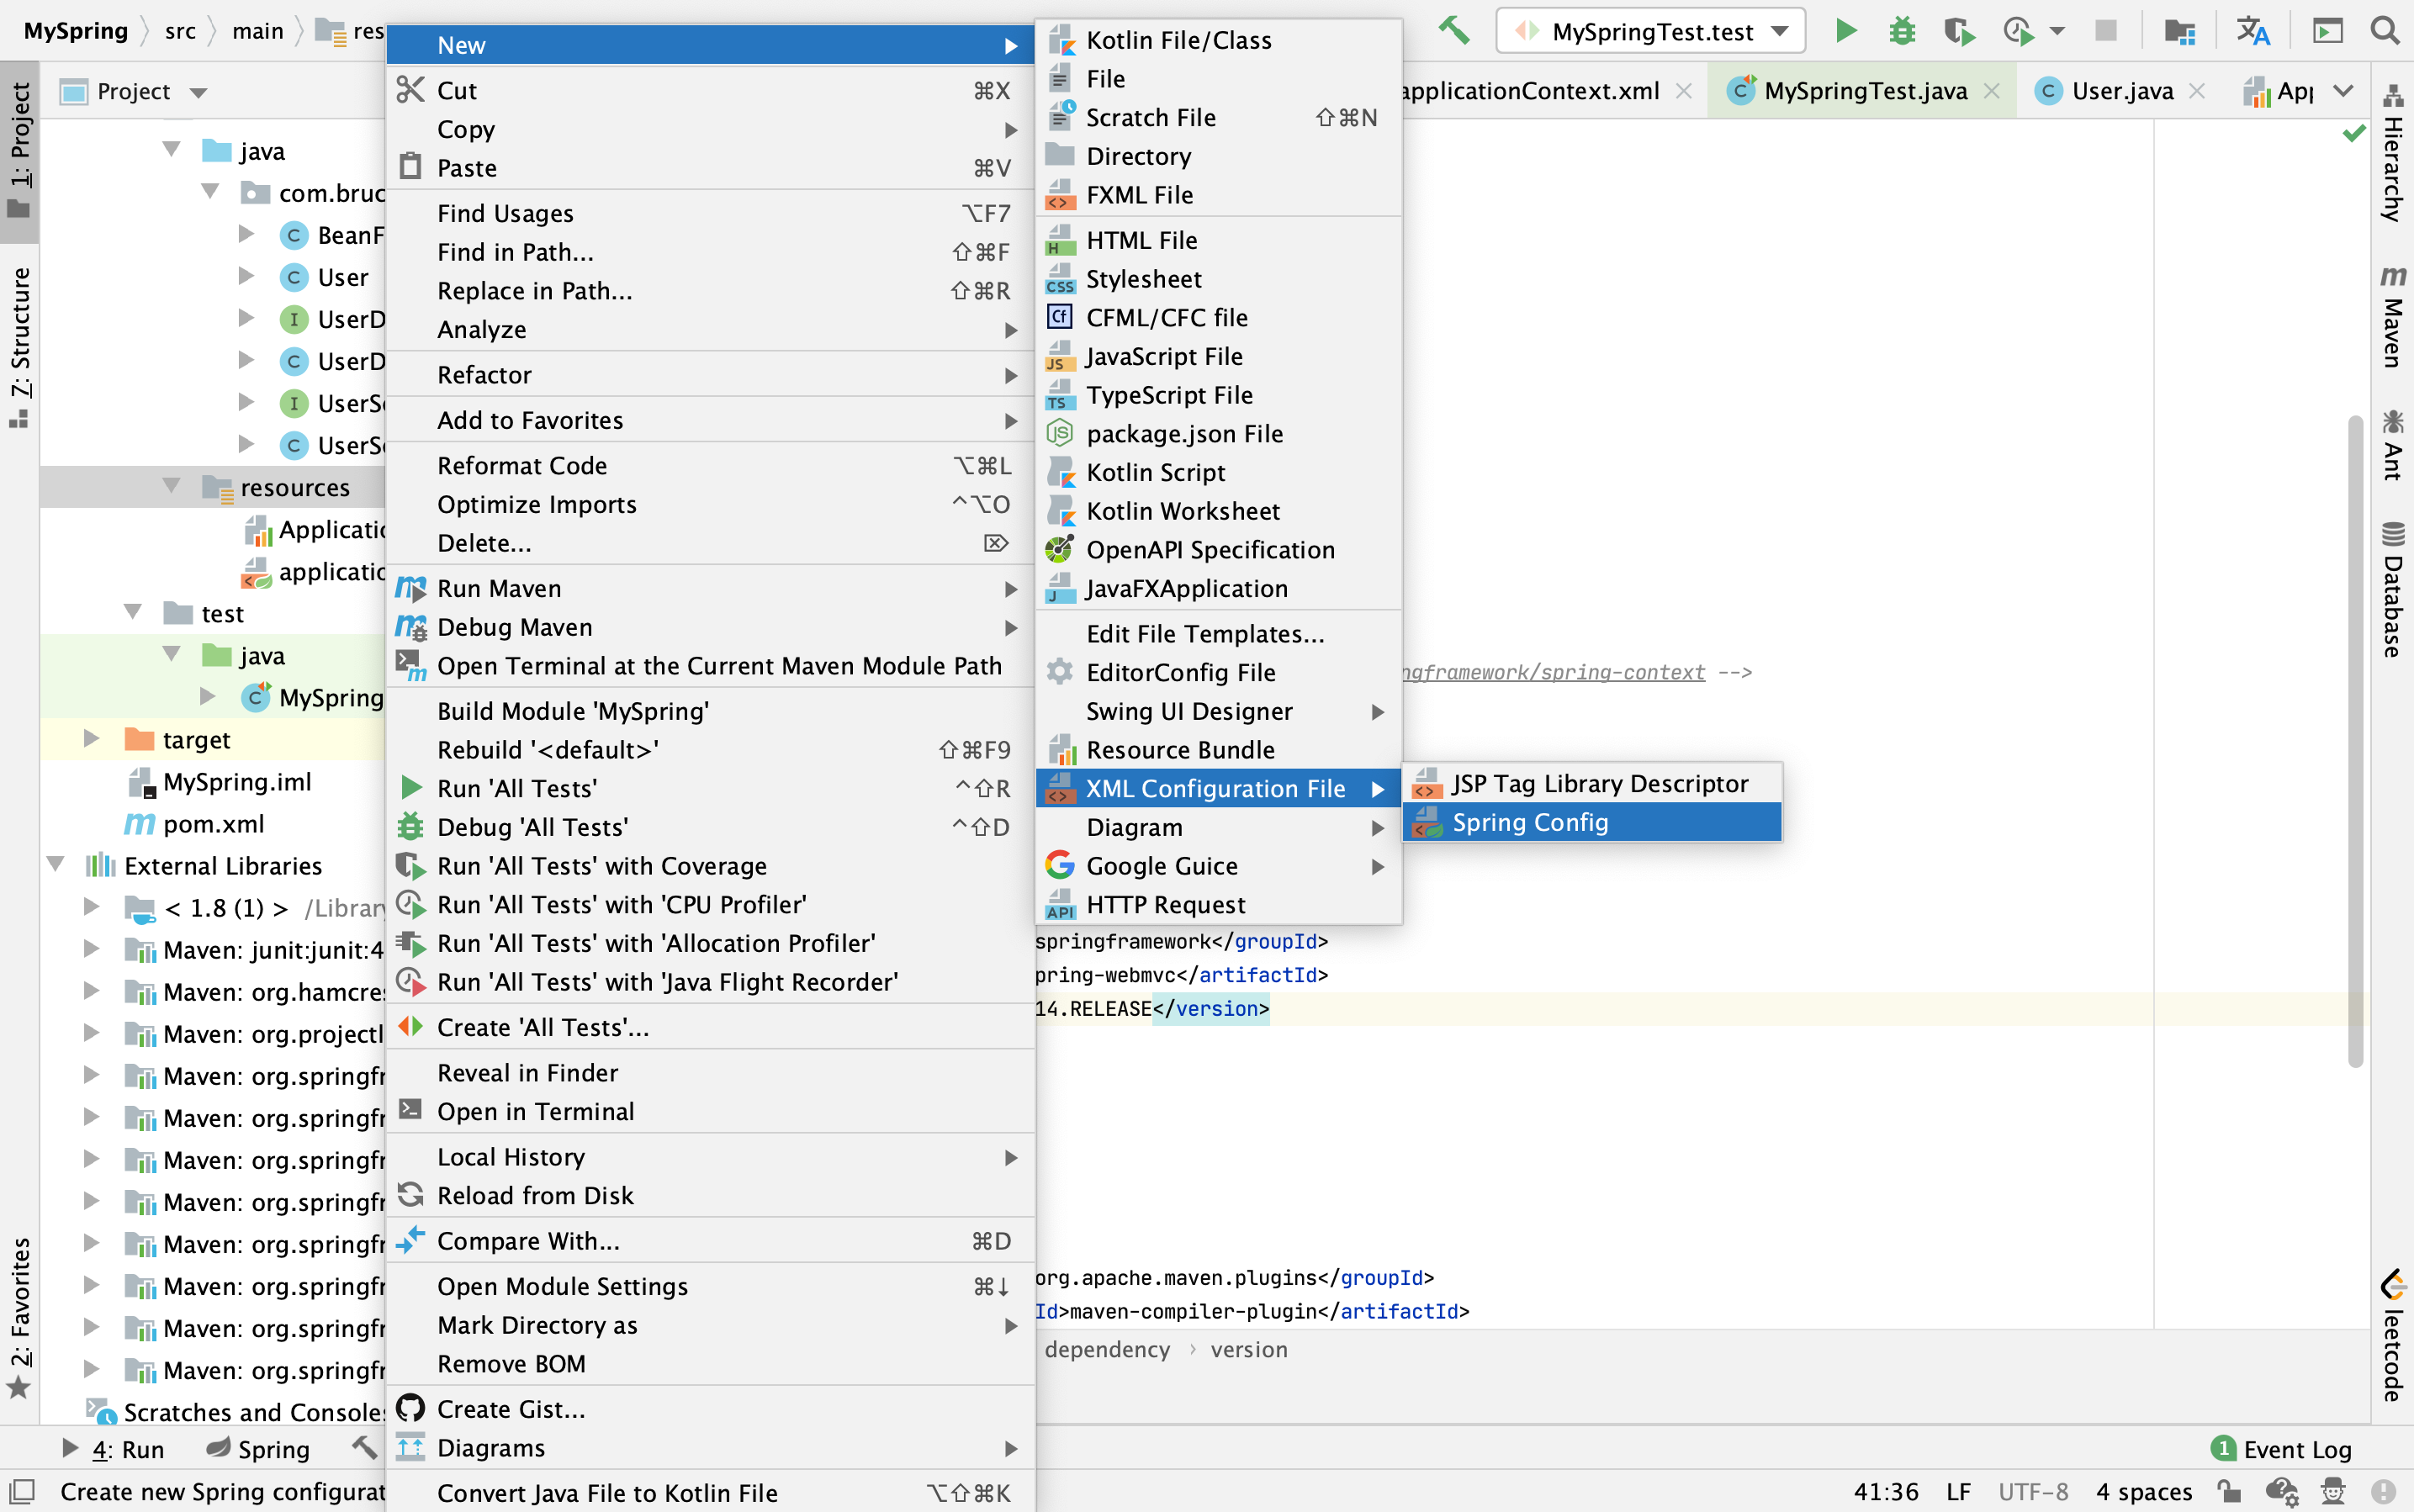 MySpring src main res
MySpringTest.test
1: Project
Z: Structure
2: Favorites
Project
java
com.bruc
BeanF
User
UserD
UserD
UserSe
UserSe
resources
Applicatio
applicatio
test
java
MySpring
target
MySpring.iml
pom.xml
External Libraries
< 1.8 (1) > /Library
Maven: junit:junit:4
Maven: org.hamcres
Maven: org.projectl
Maven: org.springfr
Maven: org.springfr
Maven: org.springfr
Maven: org.springfr
Maven: org.springfr
Maven: org.springfr
Maven: org.springfr
Maven: org.springfr
Scratches and Consoles
New
Cut ⌘X
Copy
Paste ⌘V
Find Usages ⌥F7
Find in Path... ⇧⌘F
Replace in Path... ⇧⌘R
Analyze
Refactor
Add to Favorites
Reformat Code ⌥⌘L
Optimize Imports ^⌥O
Delete... ⌦
Run Maven
Debug Maven
Open Terminal at the Current Maven Module Path
Build Module 'MySpring'
Rebuild '<default>' ⇧⌘F9
Run 'All Tests' ^⇧R
Debug 'All Tests' ^⇧D
Run 'All Tests' with Coverage
Run 'All Tests' with 'CPU Profiler'
Run 'All Tests' with 'Allocation Profiler'
Run 'All Tests' with 'Java Flight Recorder'
Create 'All Tests'...
Reveal in Finder
Open in Terminal
Local History
Reload from Disk
Compare With... ⌘D
Open Module Settings ⌘↓
Mark Directory as
Remove BOM
Create Gist...
Diagrams
Convert Java File to Kotlin File ⌥⇧⌘K
Kotlin File/Class
File
Scratch File ⇧⌘N
Directory
FXML File
HTML File
Stylesheet
CFML/CFC file
JavaScript File
TypeScript File
package.json File
Kotlin Script
Kotlin Worksheet
OpenAPI Specification
JavaFXApplication
Edit File Templates...
EditorConfig File
Swing UI Designer
Resource Bundle
XML Configuration File
Diagram
Google Guice
HTTP Request
JSP Tag Library Descriptor
Spring Config
applicationContext.xml MySpringTest.java User.java App
ngframework/spring-context -->
springframework</groupId>
pring-webmvc</artifactId>
14.RELEASE</version>
org.apache.maven.plugins</groupId>
Id>maven-compiler-plugin</artifactId>
dependency › version
Hierarchy
Maven
Ant
Database
leetcode
4: Run Spring
1 Event Log
Create new Spring configurat
41:36 LF UTF-8 4 spaces